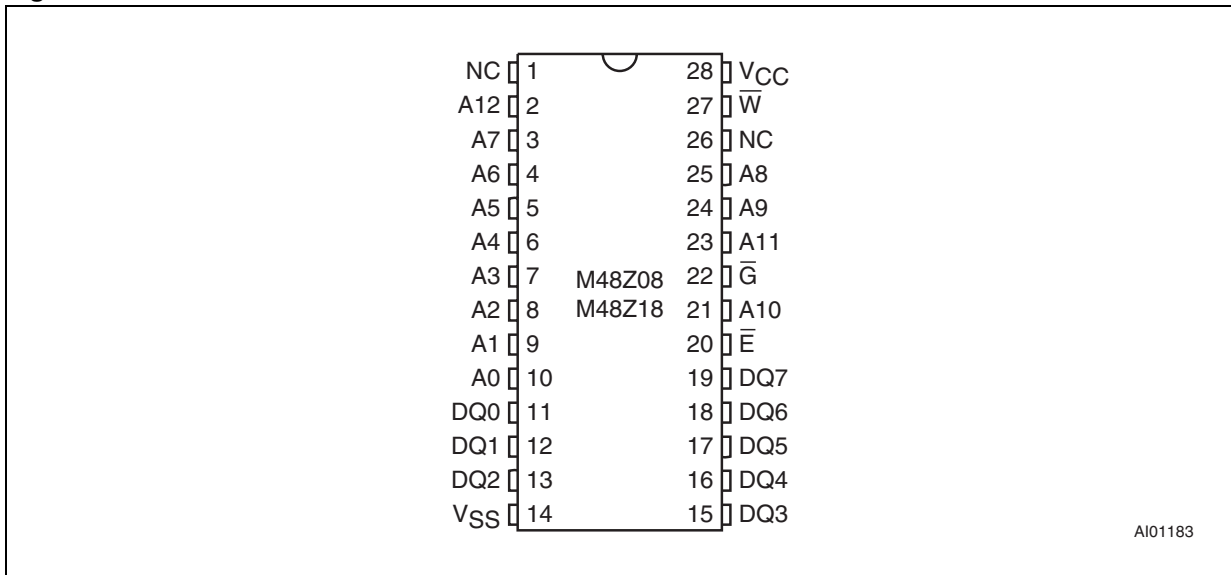 NC 1 28 V_CC
A12 2 27 W̅
A7 3 26 NC
A6 4 25 A8
A5 5 24 A9
A4 6 23 A11
A3 7 M48Z08 22 G̅
A2 8 M48Z18 21 A10
A1 9 20 E̅
A0 10 19 DQ7
DQ0 11 18 DQ6
DQ1 12 17 DQ5
DQ2 13 16 DQ4
V_SS 14 15 DQ3
AI01183